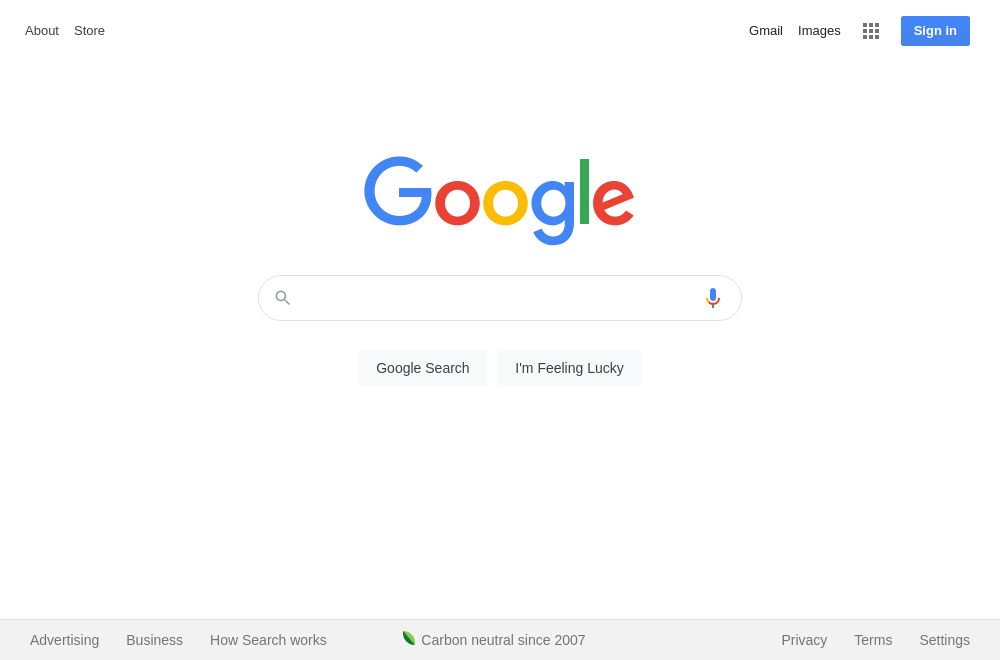 About Store
Gmail Images Sign in
Google
Google Search I'm Feeling Lucky
Advertising Business How Search works Carbon neutral since 2007 Privacy Terms Settings